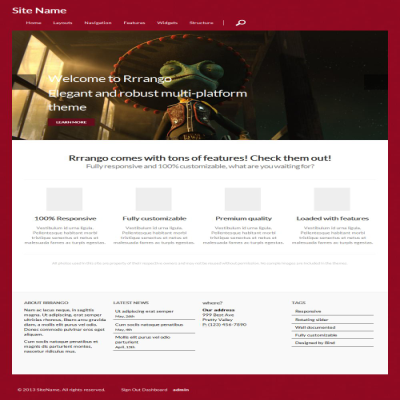 Site Name
Home Layouts Navigation Features Widgets Structure
Welcome to Rrrango
Elegant and robust multi-platform
theme
LEARN MORE
Rrrango comes with tons of features! Check them out!
Fully responsive and 100% customizable, what are you waiting for?
100% Responsive
Vestibulum id urna ligula.
Pellentesque habitant morbi
tristique senectus et netus et
malesuada fames ac turpis egestas.
Fully customizable
Vestibulum id urna ligula.
Pellentesque habitant morbi
tristique senectus et netus et
malesuada fames ac turpis egestas.
Premium quality
Vestibulum id urna ligula.
Pellentesque habitant morbi
tristique senectus et netus et
malesuada fames ac turpis egestas.
Loaded with features
Vestibulum id urna ligula.
Pellentesque habitant morbi
tristique senectus et netus et
malesuada fames ac turpis egestas.
ABOUT RRRANGO
Nam ac lacus neque, in sagittis
magna. Ut adipiscing, erat semper
ultricies rhoncus, libero arcu gravida
diam, a mollis elit purus vel odio.
Donec commodo pulvinar urna eget
aliquam.
Cum sociis natoque penatibus et
magnis dis parturient montes,
nascetur ridiculus mus.
LATEST NEWS
Ut adipiscing erat semper
May, 24th
Cum sociis natoque penatibus
Mollis elit purus vel odio
parturient
April, 13th
where?
Our address
999 Best Ave
Pretty Valley
P: (123) 456-7890
TAGS
Responsive
Rotating slider
Well documented
Fully customizable
Designed by Bliet
© 2013 SiteName. All rights reserved. Sign Out Dashboard admin